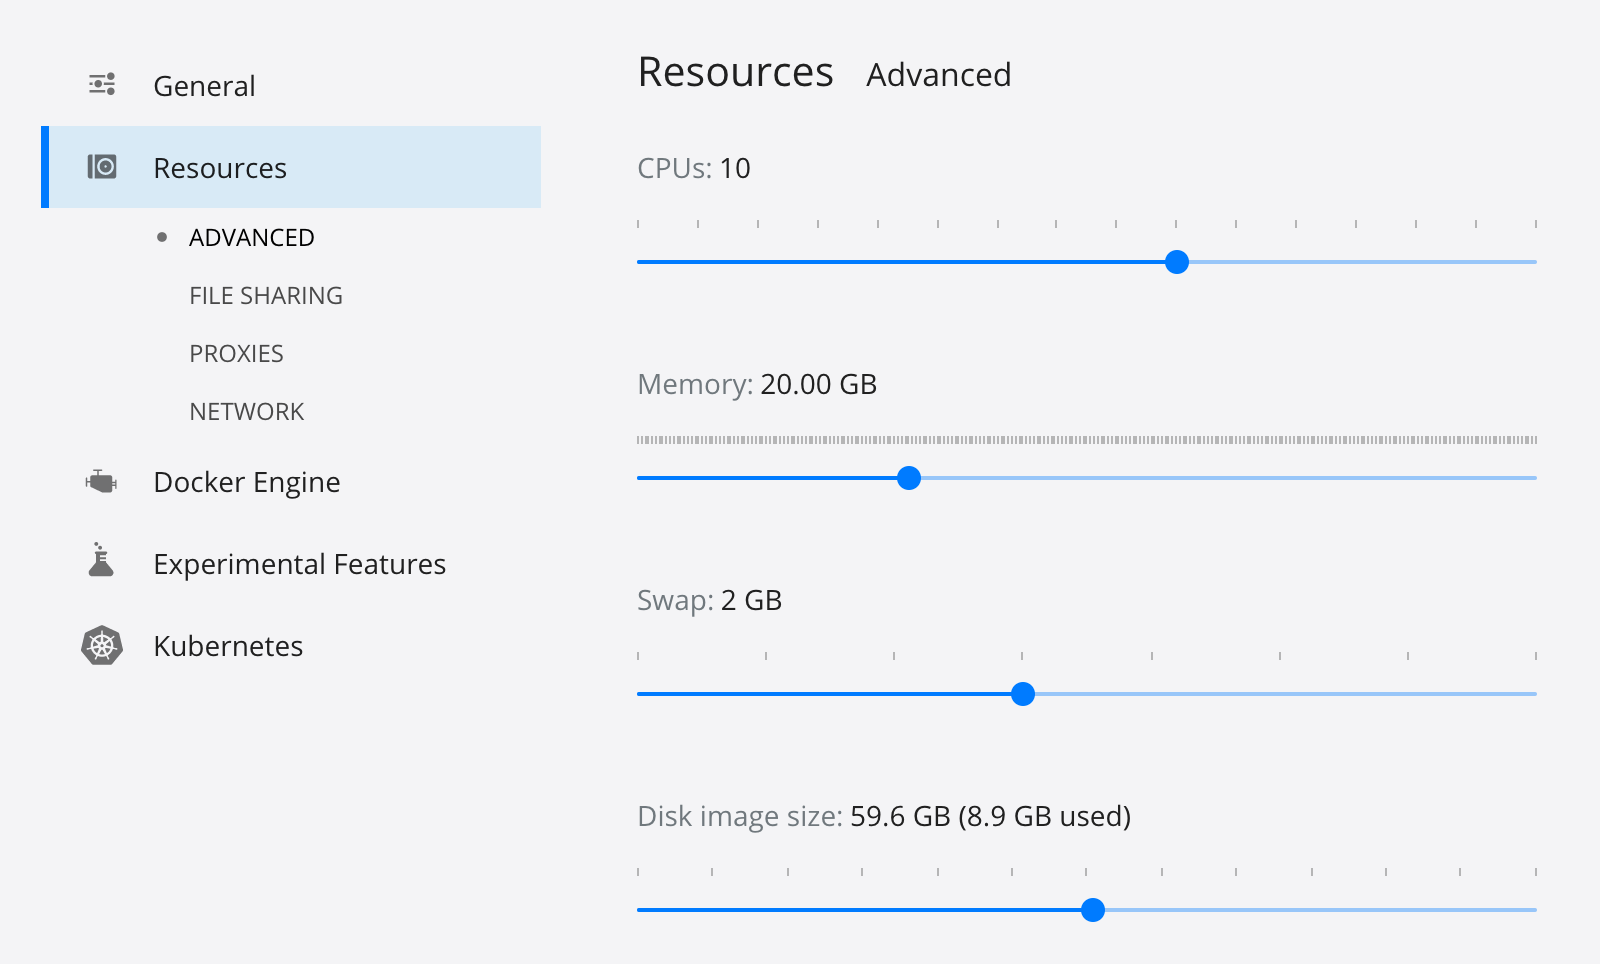 General
Resources
ADVANCED
FILE SHARING
PROXIES
NETWORK
Docker Engine
Experimental Features
Kubernetes
Resources Advanced
CPUs: 10
Memory: 20.00 GB
Swap: 2 GB
Disk image size: 59.6 GB (8.9 GB used)